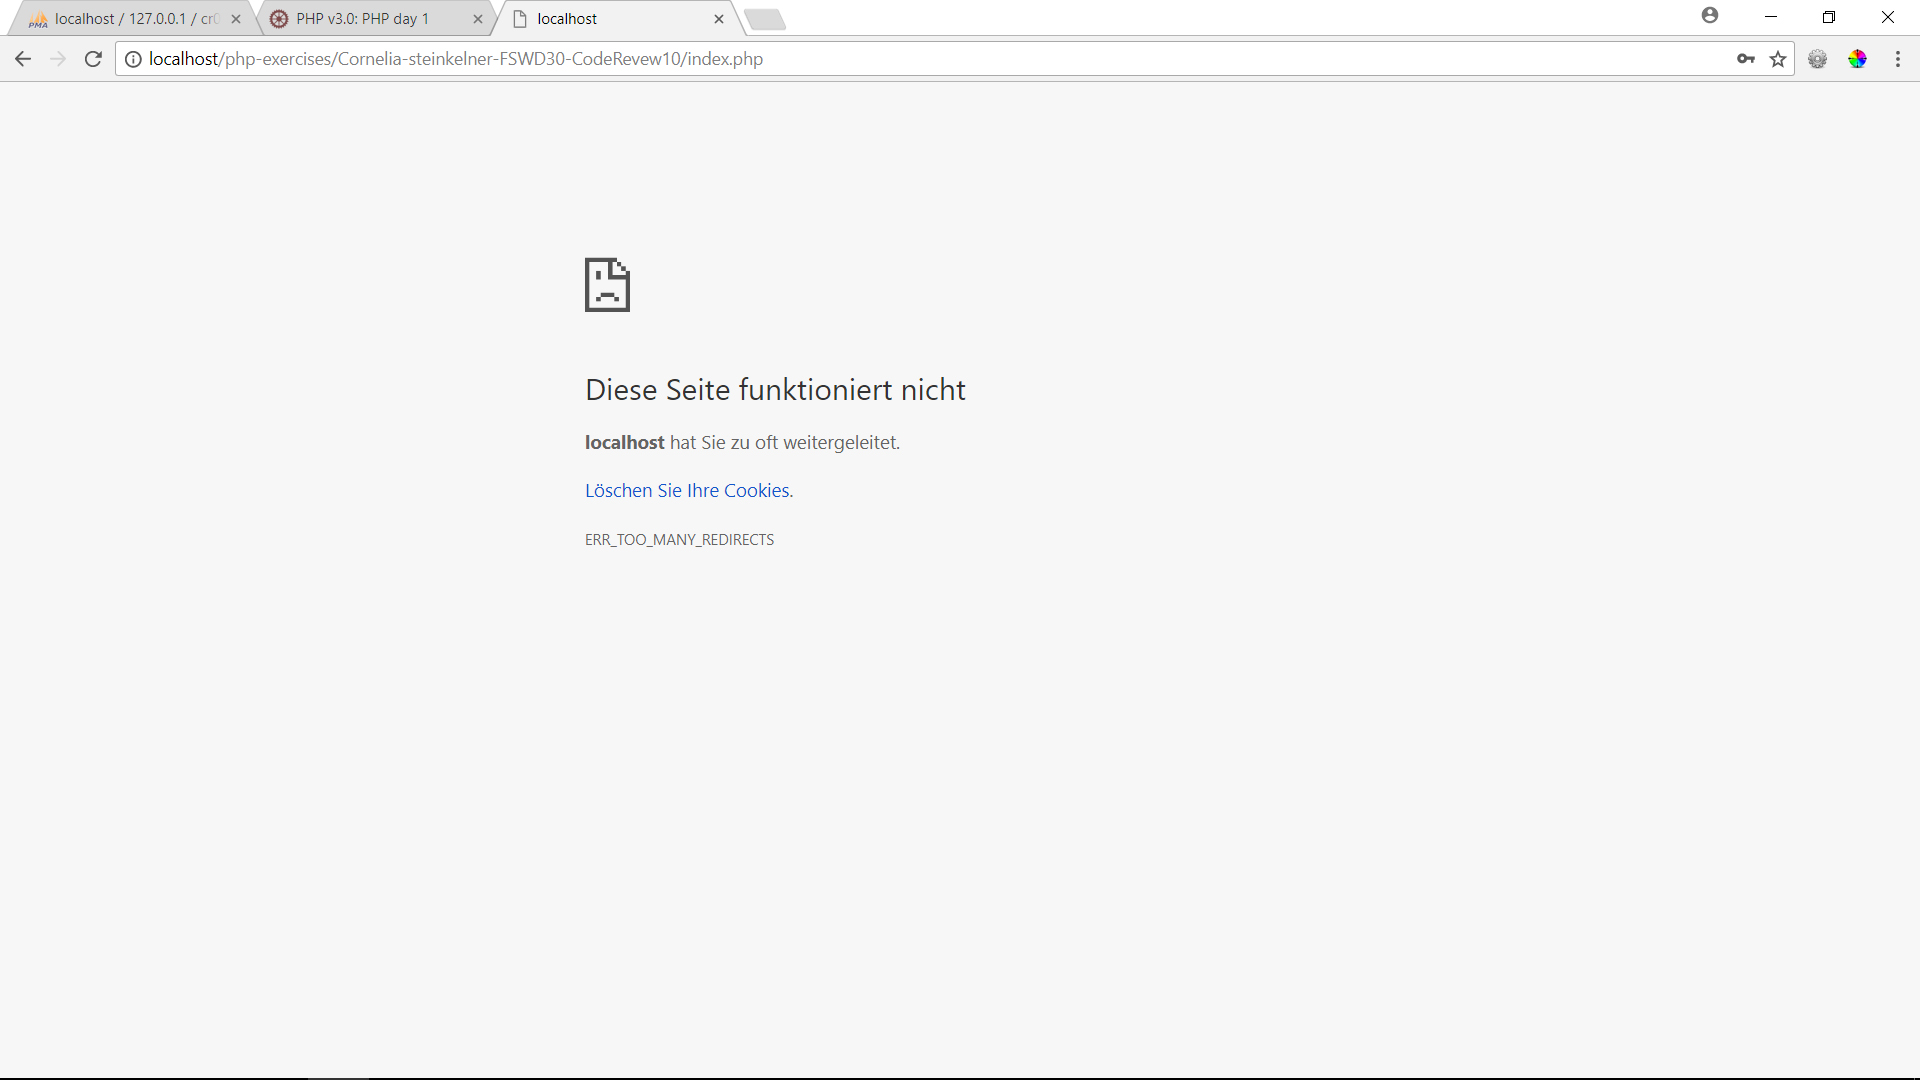 localhost / 127.0.0.1 / cr
PHP v3.0: PHP day 1
localhost
localhost/php-exercises/Cornelia-steinkelner-FSWD30-CodeRevew10/index.php
Diese Seite funktioniert nicht
localhost hat Sie zu oft weitergeleitet.
Löschen Sie Ihre Cookies.
ERR_TOO_MANY_REDIRECTS